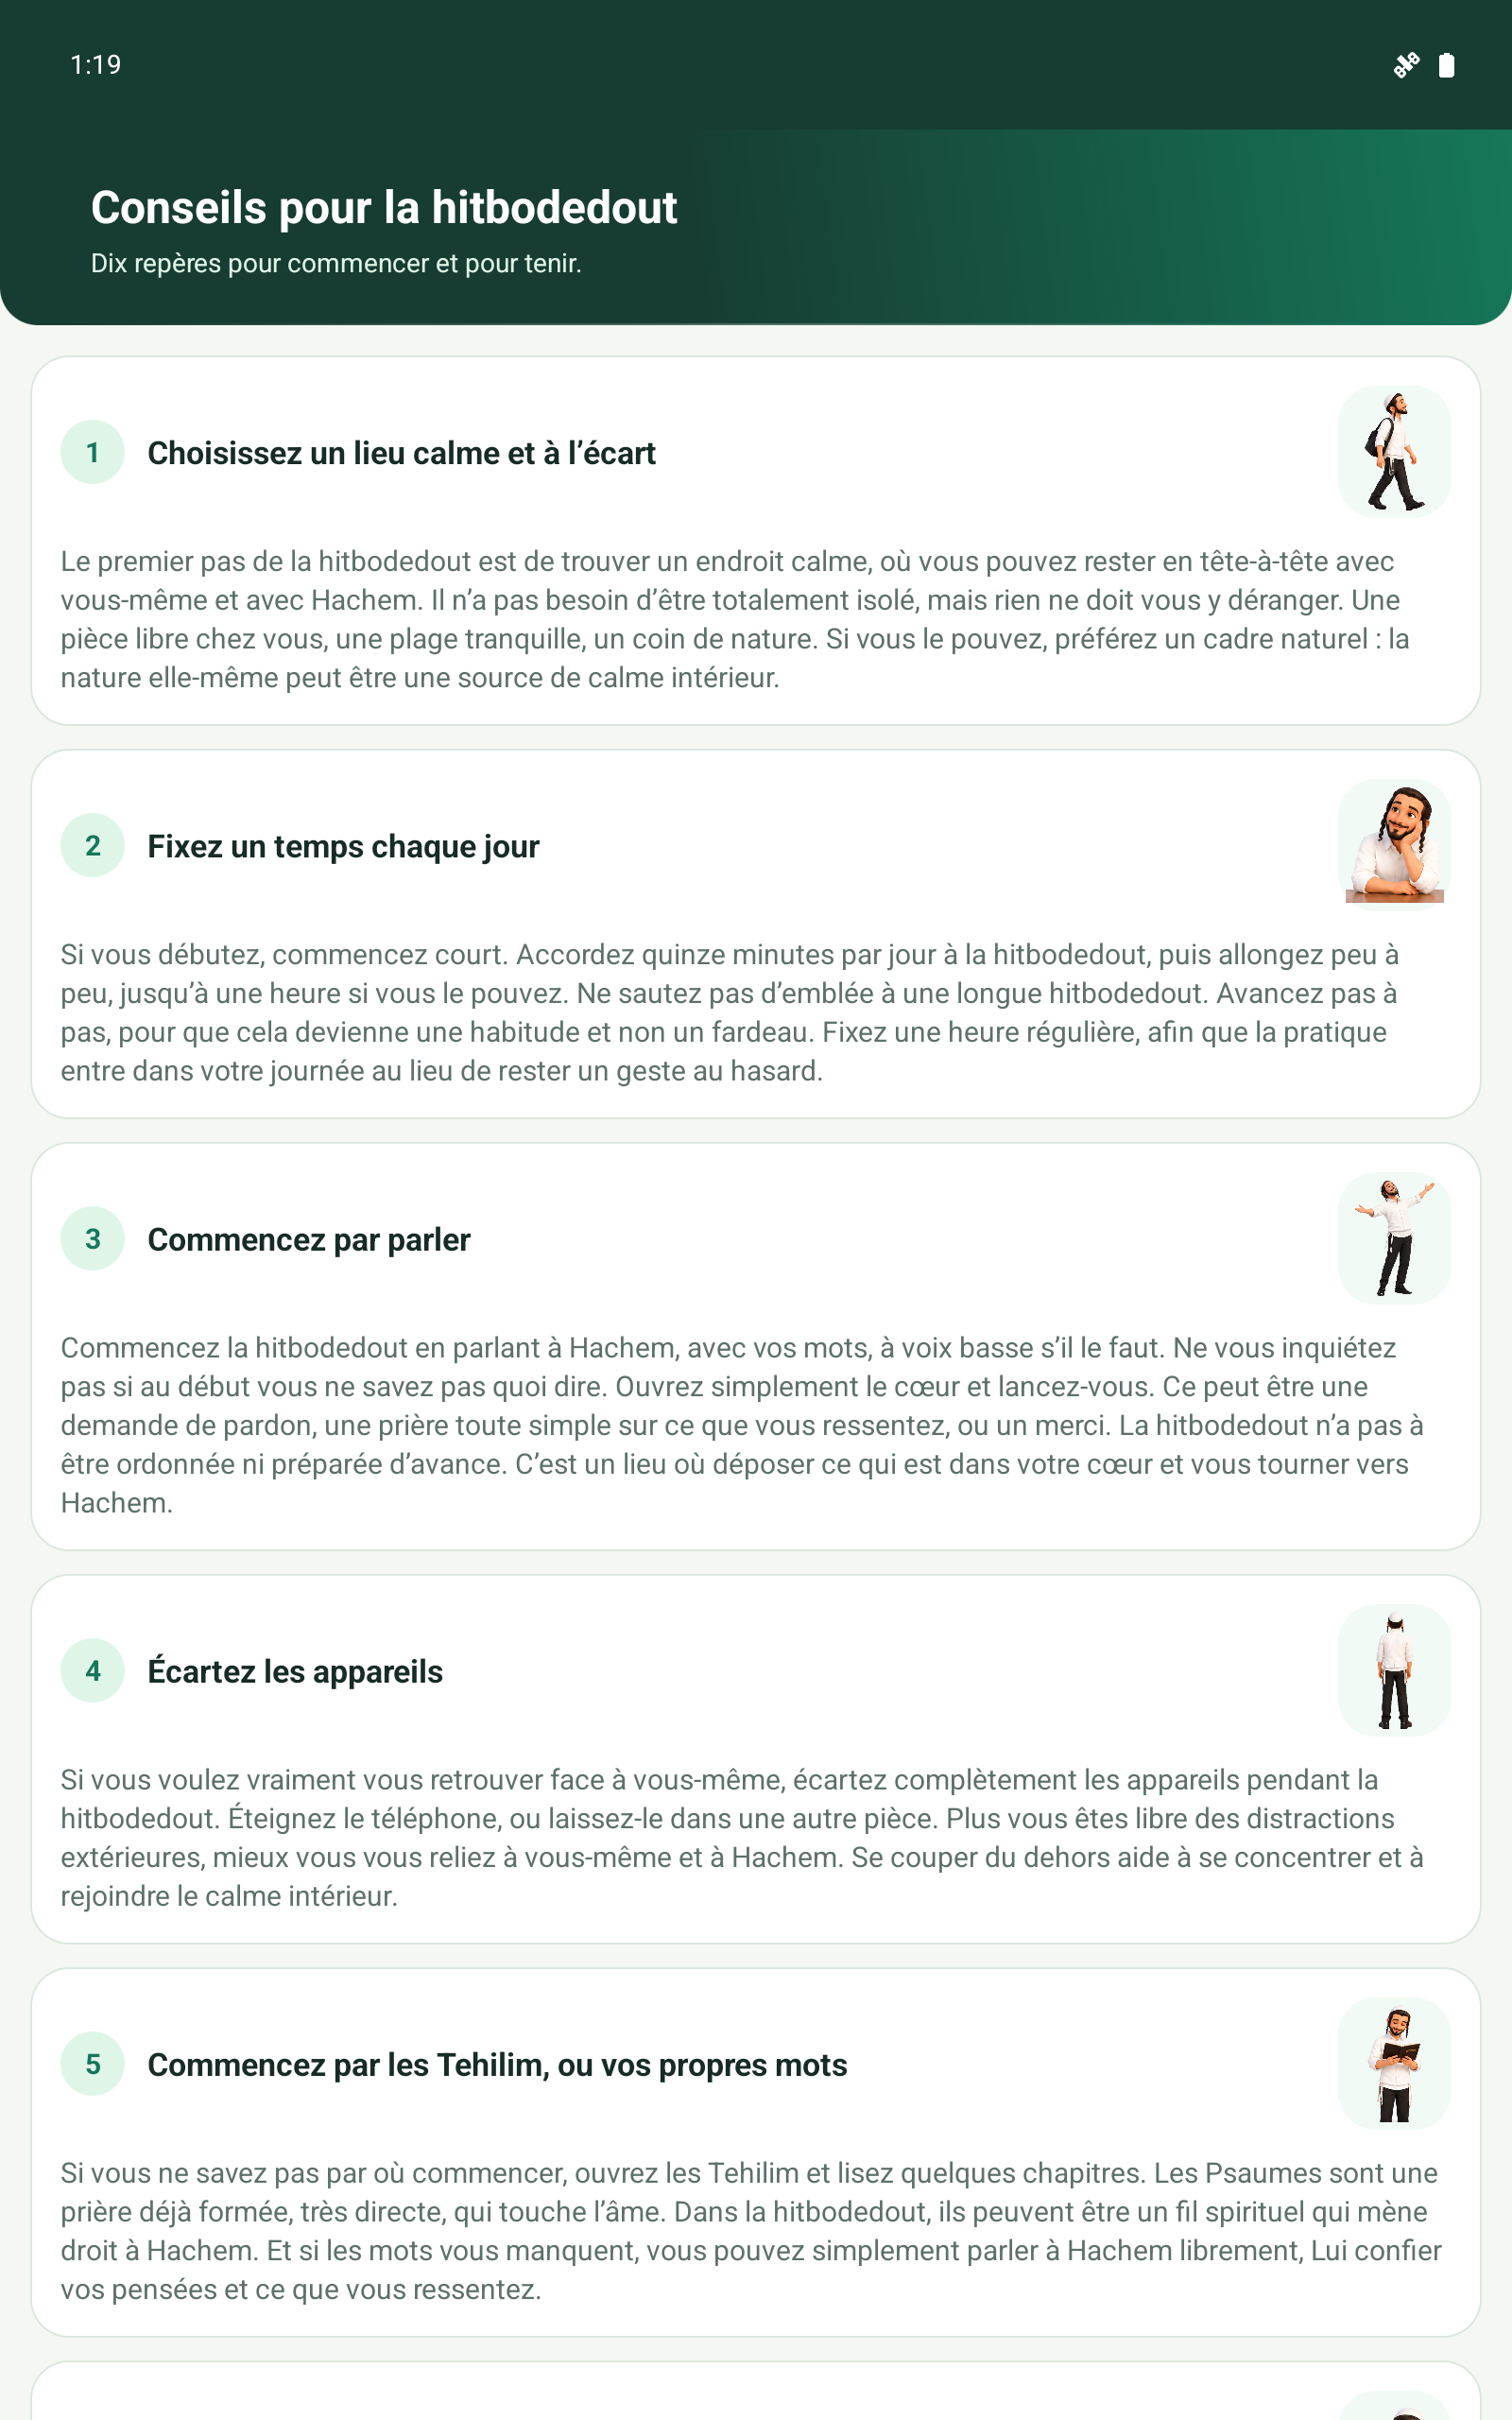 1:19
Conseils pour la hitbodedout
Dix repères pour commencer et pour tenir.
1
Choisissez un lieu calme et à l’écart
Le premier pas de la hitbodedout est de trouver un endroit calme, où vous pouvez rester en tête-à-tête avec
vous-même et avec Hachem. Il n’a pas besoin d’être totalement isolé, mais rien ne doit vous y déranger. Une
pièce libre chez vous, une plage tranquille, un coin de nature. Si vous le pouvez, préférez un cadre naturel : la
nature elle-même peut être une source de calme intérieur.
2
Fixez un temps chaque jour
Si vous débutez, commencez court. Accordez quinze minutes par jour à la hitbodedout, puis allongez peu à
peu, jusqu’à une heure si vous le pouvez. Ne sautez pas d’emblée à une longue hitbodedout. Avancez pas à
pas, pour que cela devienne une habitude et non un fardeau. Fixez une heure régulière, afin que la pratique
entre dans votre journée au lieu de rester un geste au hasard.
3
Commencez par parler
Commencez la hitbodedout en parlant à Hachem, avec vos mots, à voix basse s’il le faut. Ne vous inquiétez
pas si au début vous ne savez pas quoi dire. Ouvrez simplement le cœur et lancez-vous. Ce peut être une
demande de pardon, une prière toute simple sur ce que vous ressentez, ou un merci. La hitbodedout n’a pas à
être ordonnée ni préparée d’avance. C’est un lieu où déposer ce qui est dans votre cœur et vous tourner vers
Hachem.
4
Écartez les appareils
Si vous voulez vraiment vous retrouver face à vous-même, écartez complètement les appareils pendant la
hitbodedout. Éteignez le téléphone, ou laissez-le dans une autre pièce. Plus vous êtes libre des distractions
extérieures, mieux vous vous reliez à vous-même et à Hachem. Se couper du dehors aide à se concentrer et à
rejoindre le calme intérieur.
5
Commencez par les Tehilim, ou vos propres mots
Si vous ne savez pas par où commencer, ouvrez les Tehilim et lisez quelques chapitres. Les Psaumes sont une
prière déjà formée, très directe, qui touche l’âme. Dans la hitbodedout, ils peuvent être un fil spirituel qui mène
droit à Hachem. Et si les mots vous manquent, vous pouvez simplement parler à Hachem librement, Lui confier
vos pensées et ce que vous ressentez.